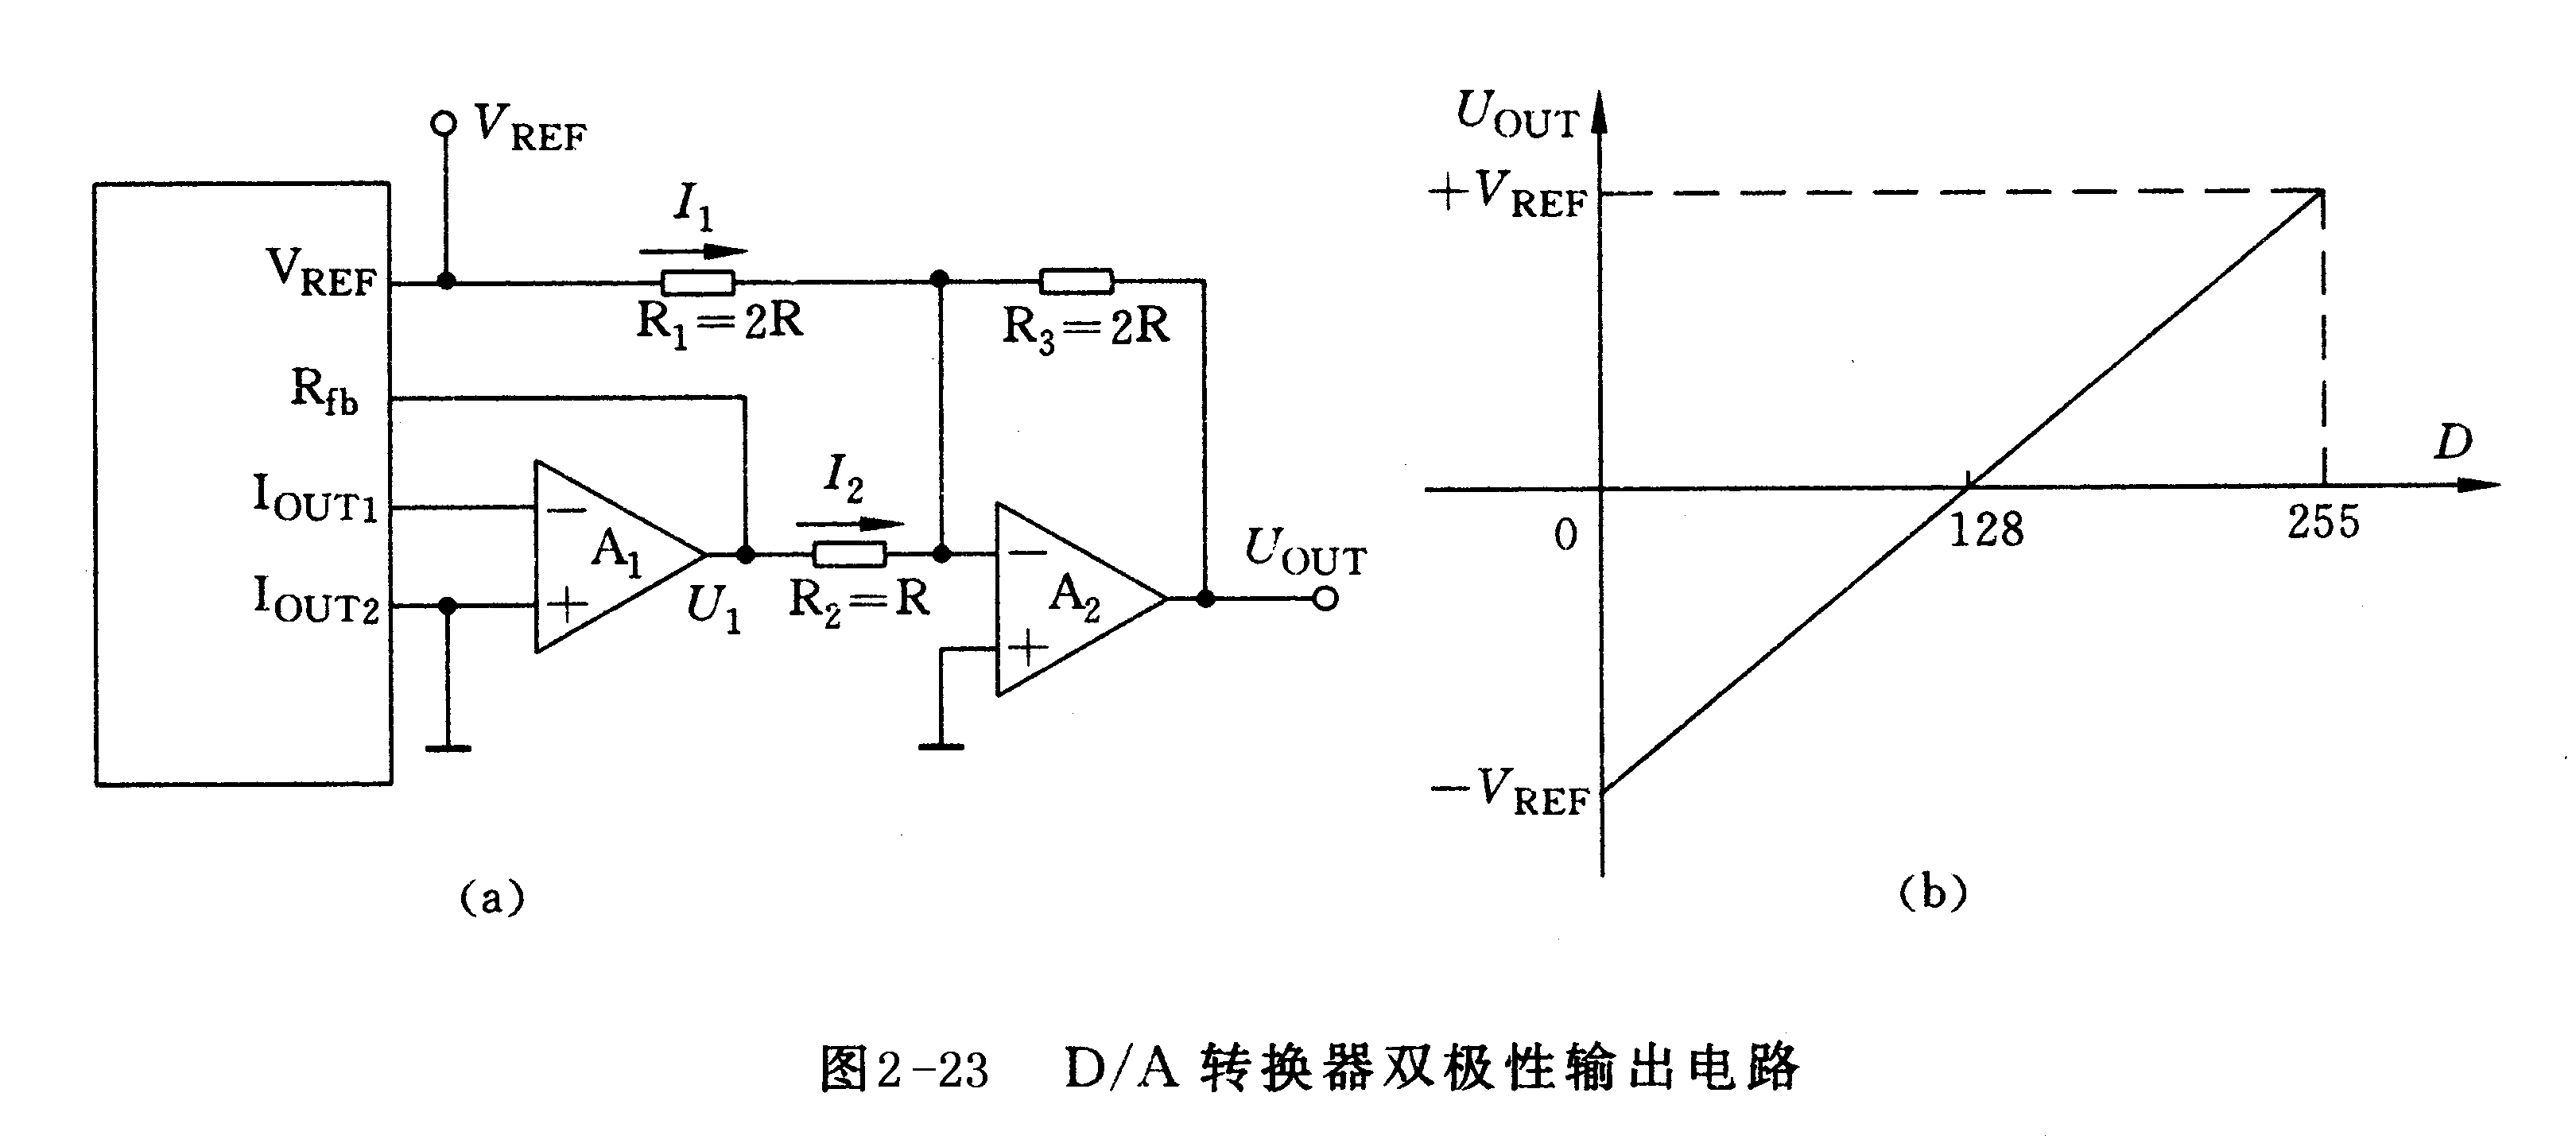 V_REF
I_1
V_REF
R_1=2R
R_3=2R
R_fb
I_OUT1
−
A_1
+
I_OUT2
U_1
I_2
R_2=R
−
A_2
+
U_OUT
(a)
U_OUT
+V_REF
D
0
128
255
−V_REF
(b)
图2-23 D/A 转换器双极性输出电路